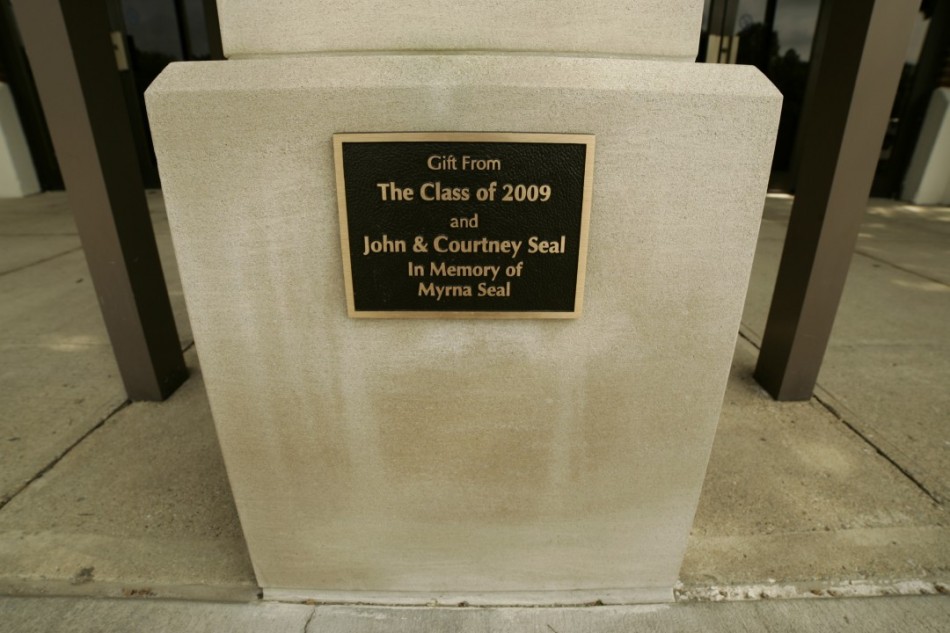 Gift From
The Class of 2009
and
John & Courtney Seal
In Memory of
Myrna Seal